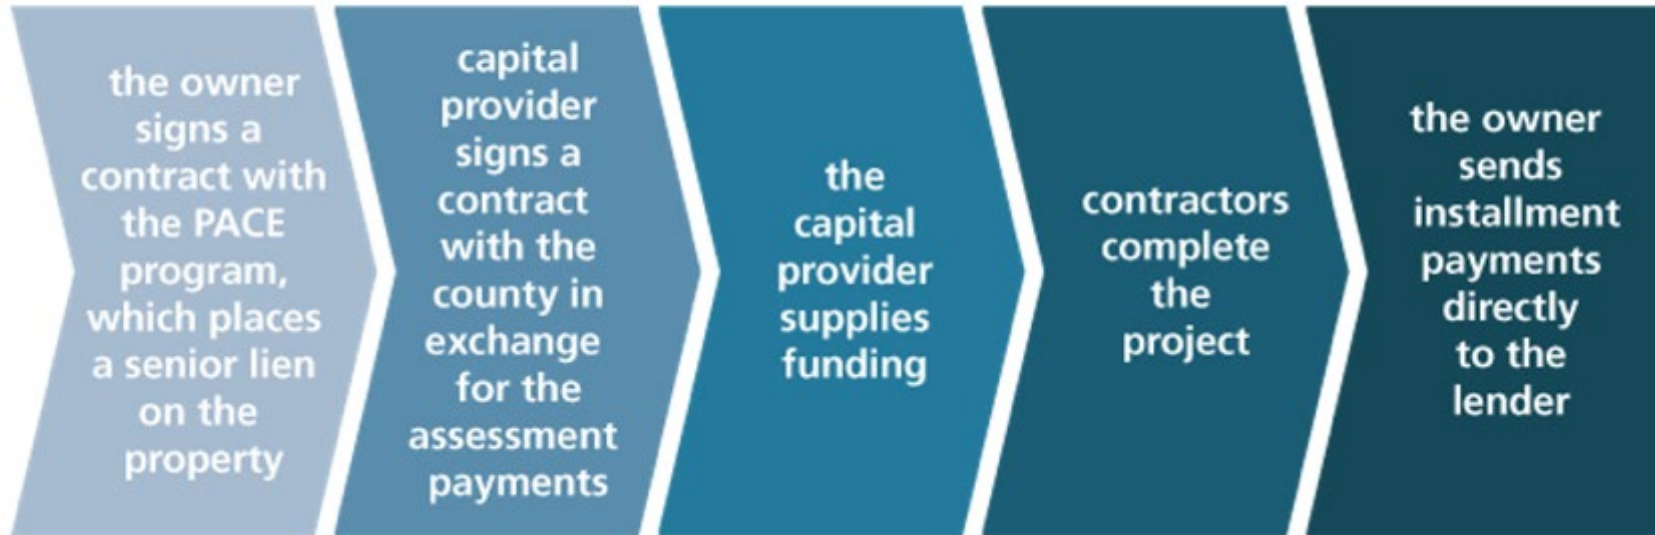 the owner
signs a
contract with
the PACE
program,
which places
a senior lien
on the
property
capital
provider
signs a
contract
with the
county in
exchange
for the
assessment
payments
the
capital
provider
supplies
funding
contractors
complete
the
project
the owner
sends
installment
payments
directly
to the
lender